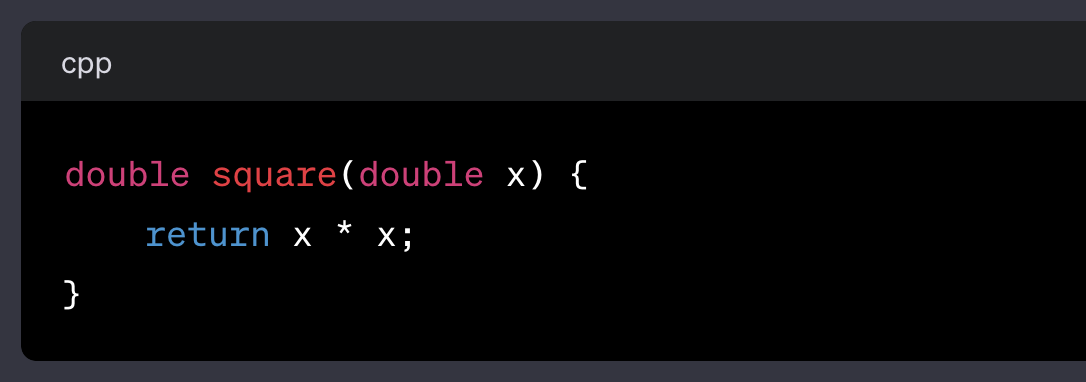 cpp
double square(double x) {
    return x * x;
}